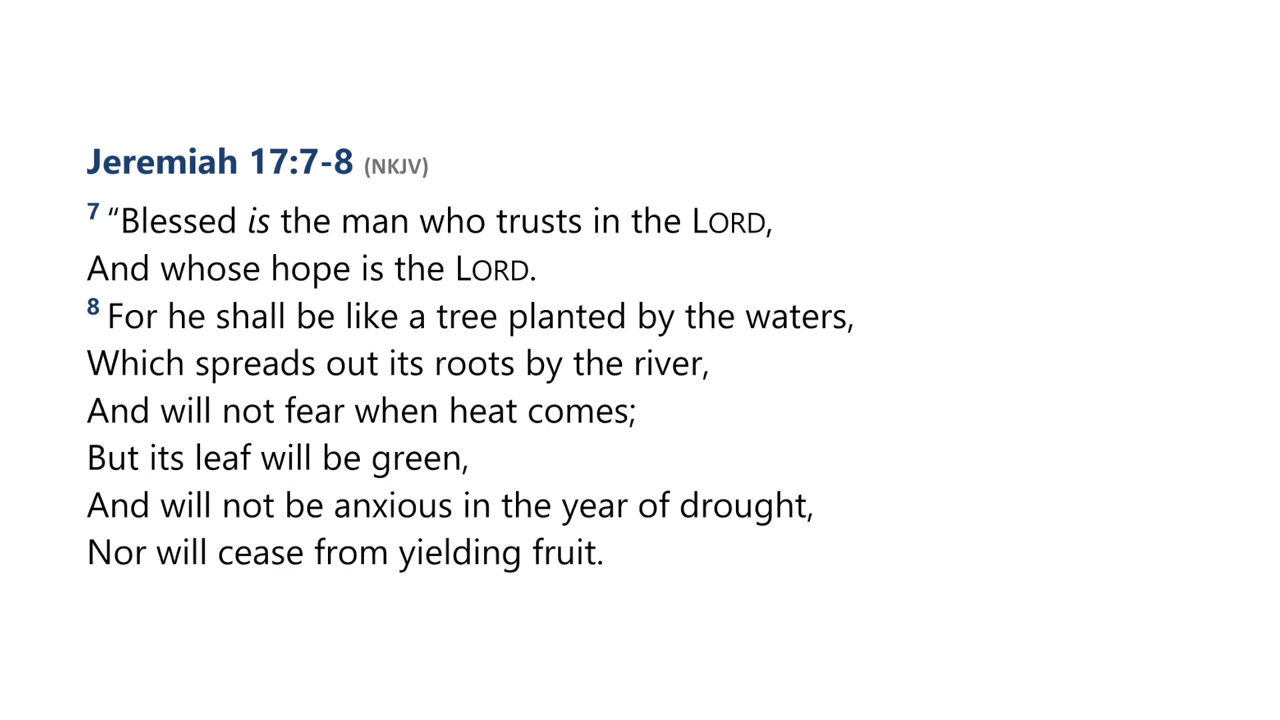 Jeremiah 17:7-8 (NKJV)
7 “Blessed is the man who trusts in the LORD,
And whose hope is the LORD.
8 For he shall be like a tree planted by the waters,
Which spreads out its roots by the river,
And will not fear when heat comes;
But its leaf will be green,
And will not be anxious in the year of drought,
Nor will cease from yielding fruit.